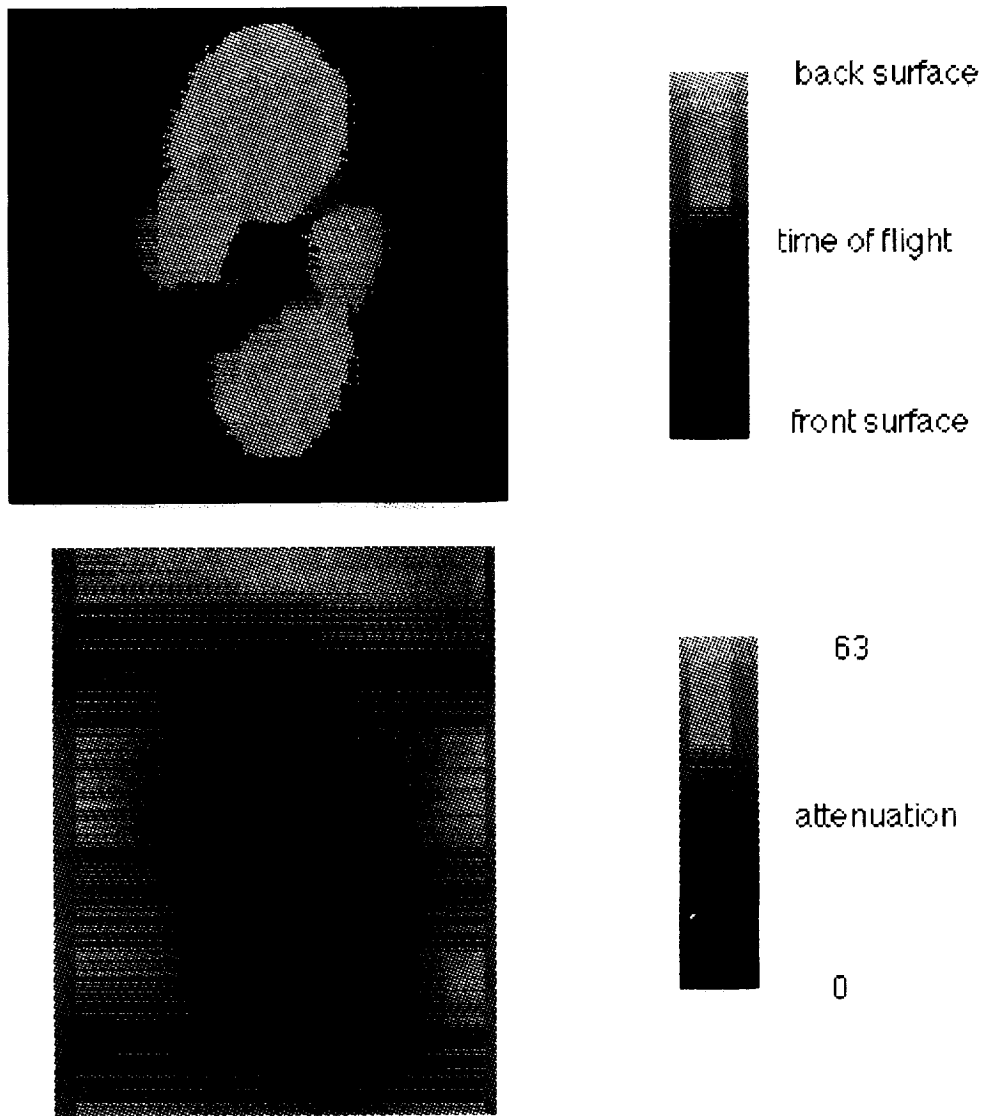 back surface
time of flight
front surface
63
attenuation
0